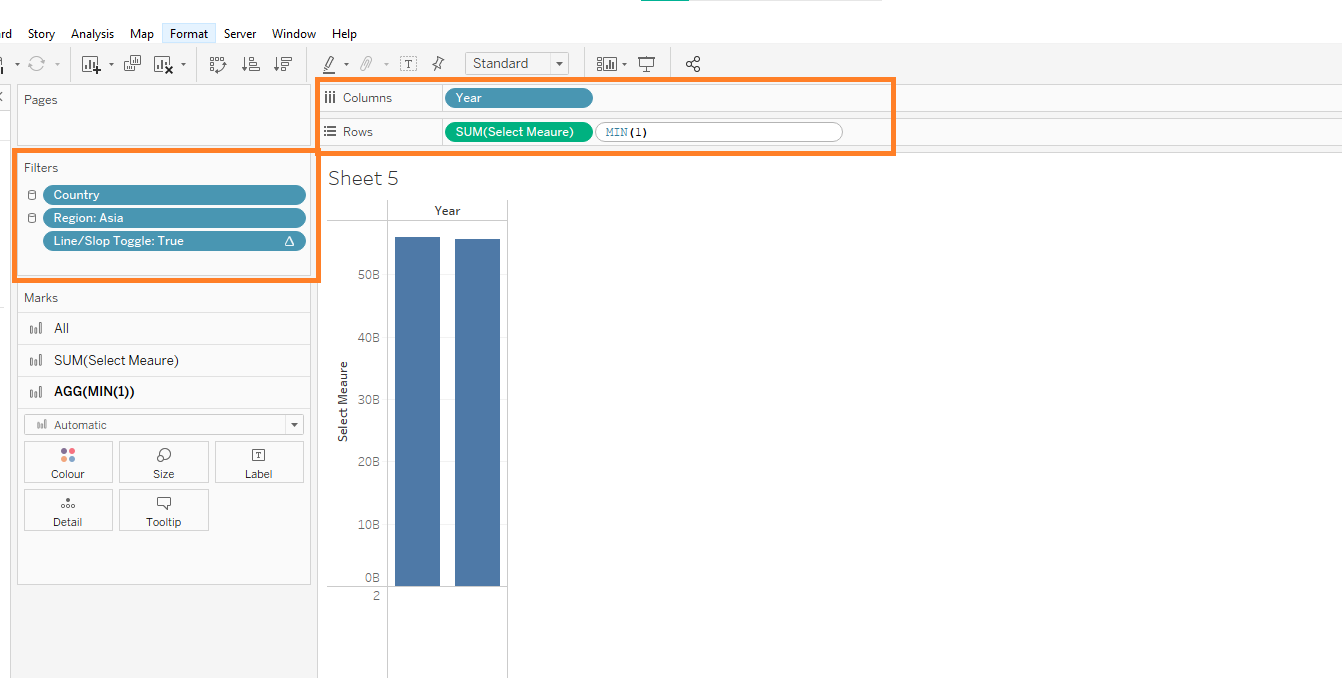 rd Story Analysis Map Format Server Window Help
Standard
Pages
Columns Year
Rows SUM(Select Meaure) MIN(1)
Filters
Country
Region: Asia
Line/Slop Toggle: True Δ
Marks
All
SUM(Select Meaure)
AGG(MIN(1))
Automatic
Colour Size T Label
Detail Tooltip
Sheet 5
Year
Select Meaure
50B
40B
30B
20B
10B
0B
2